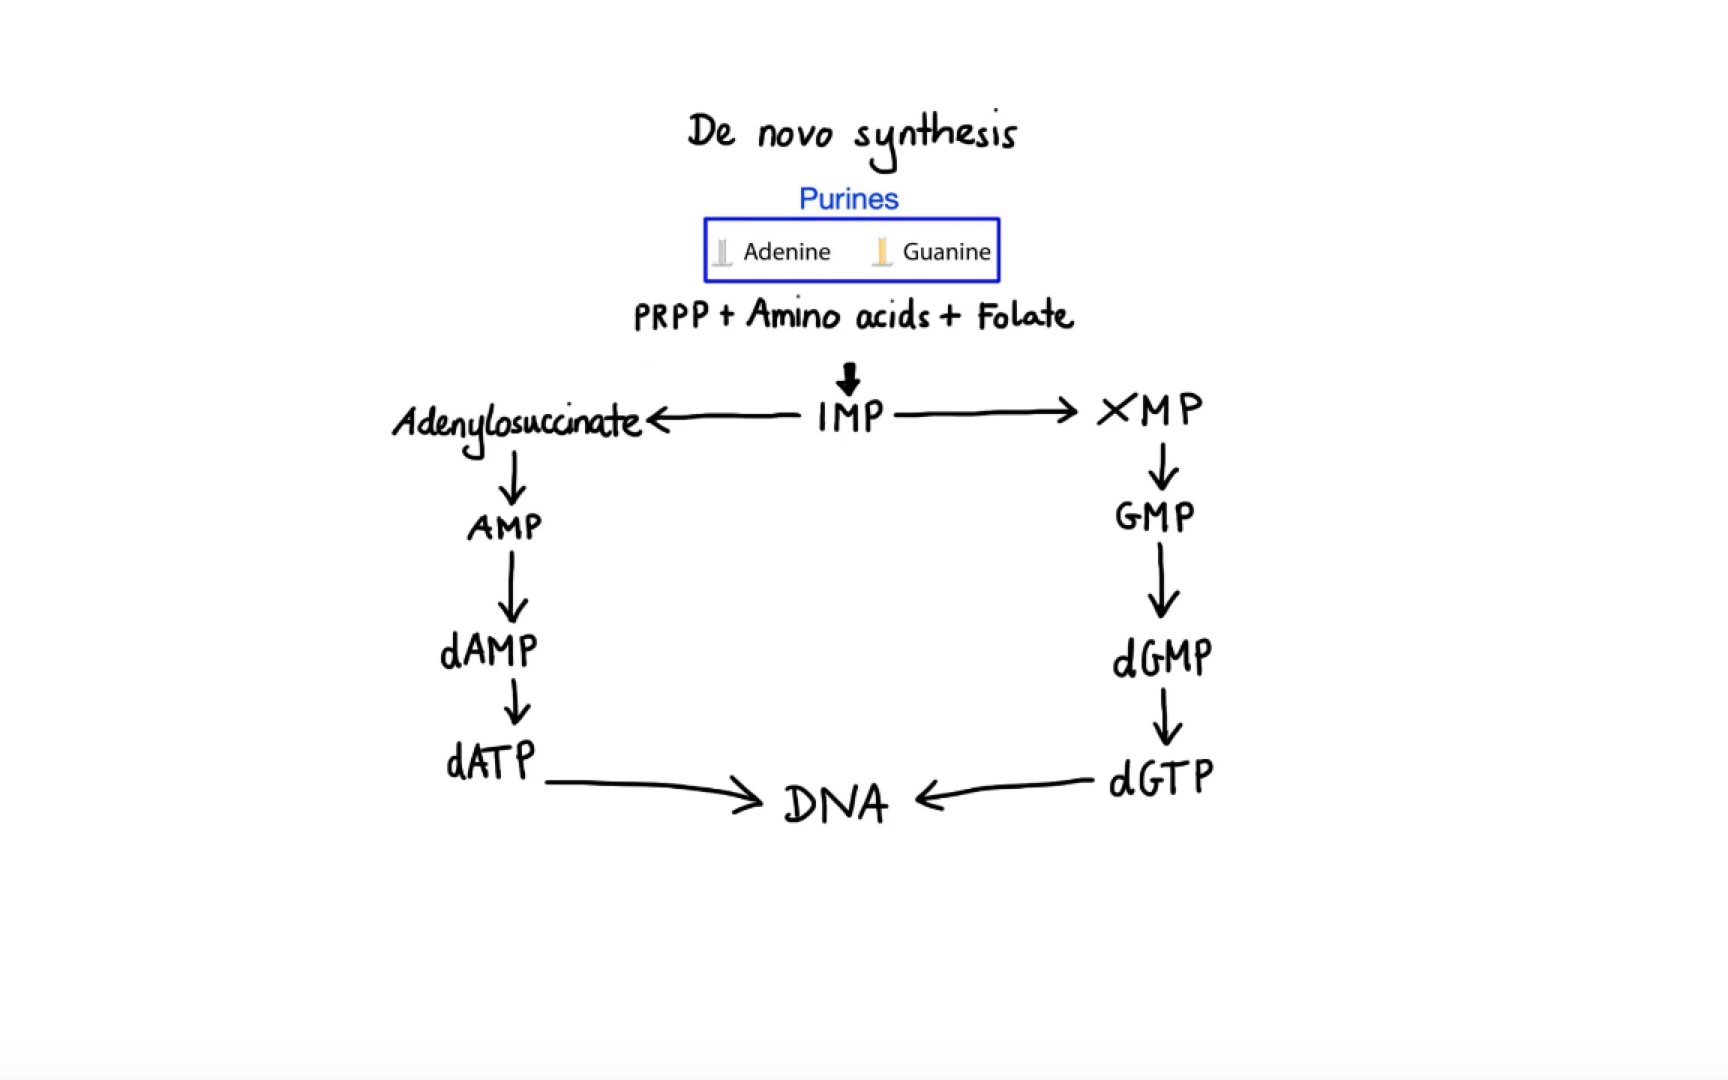 De novo synthesis
Purines
Adenine Guanine
PRPP + Amino acids + Folate
Adenylosuccinate IMP XMP
AMP GMP
dAMP dGMP
dATP DNA dGTP